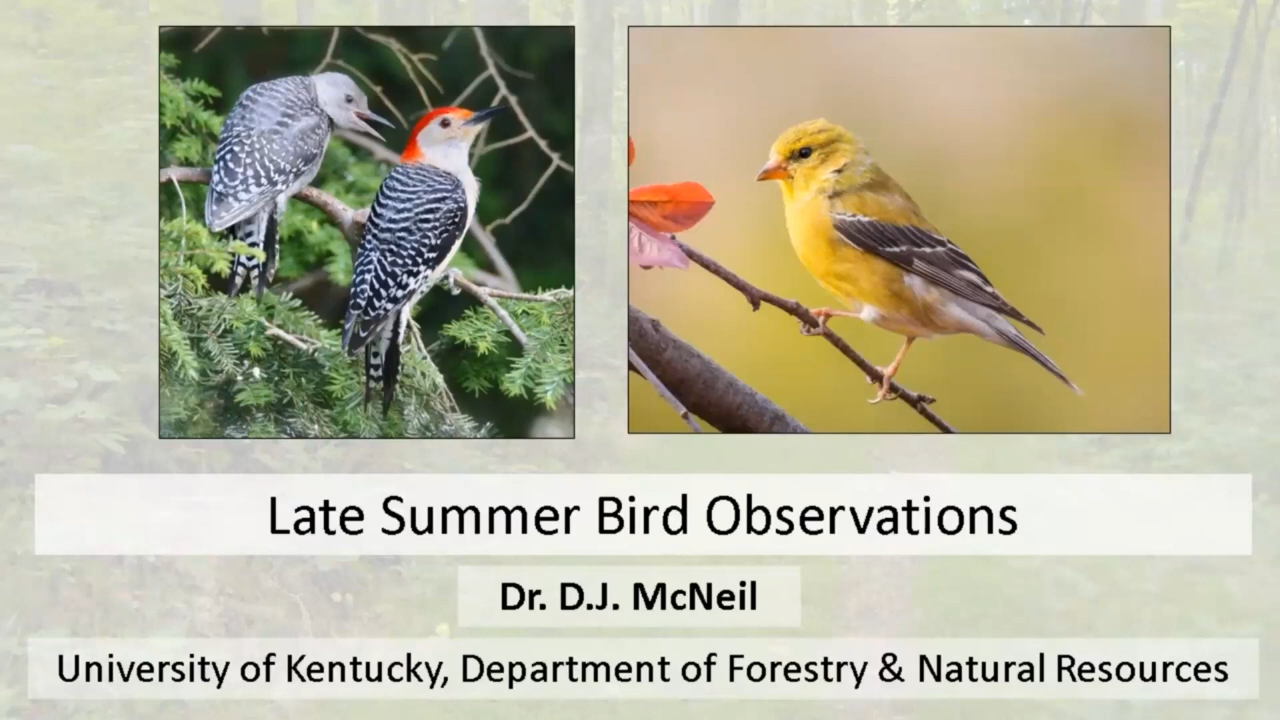 Late Summer Bird Observations
Dr. D.J. McNeil
University of Kentucky, Department of Forestry & Natural Resources